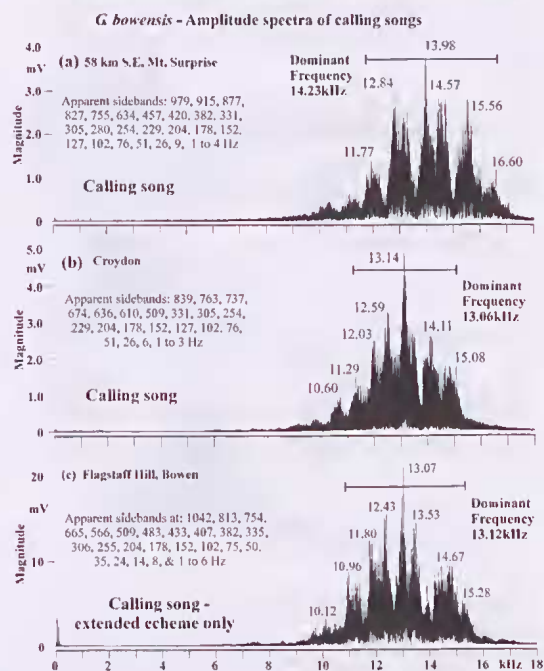 G. bowensis - Amplitude spectra of calling songs
4.0
mV
3.0
2.0
1.0
0
Magnitude
(a) 58 km S.E. Mt. Surprise
Apparent sidebands: 979, 915, 877,
827, 755, 634, 457, 420, 382, 331,
305, 280, 254, 229, 204, 178, 152,
127, 102, 76, 51, 26, 9, 1 to 4 Hz
Calling song
Dominant
Frequency
14.23kHz
13.98
12.84
14.57
15.56
11.77
16.60
5.0
mV
4.0
3.0
2.0
1.0
0
Magnitude
(b) Croydon
Apparent sidebands: 839, 763, 737,
674, 636, 610, 509, 331, 305, 254,
229, 204, 178, 152, 127, 102, 76,
51, 26, 6, 1 to 3 Hz
Calling song
13.14
Dominant
Frequency
13.06kHz
12.59
12.03
14.11
11.29
15.08
10.60
20
mV
10
0
Magnitude
(c) Flagstaff Hill, Bowen
Apparent sidebands at: 1042, 813, 754,
665, 566, 509, 483, 433, 407, 382, 335,
306, 255, 204, 178, 152, 102, 75, 50,
35, 24, 14, 8, & 1 to 6 Hz
Calling song -
extended echeme only
13.07
Dominant
Frequency
13.12kHz
12.43
13.53
11.80
10.96
14.67
15.28
10.12
0 2 4 6 8 10 12 14 16 kHz 18